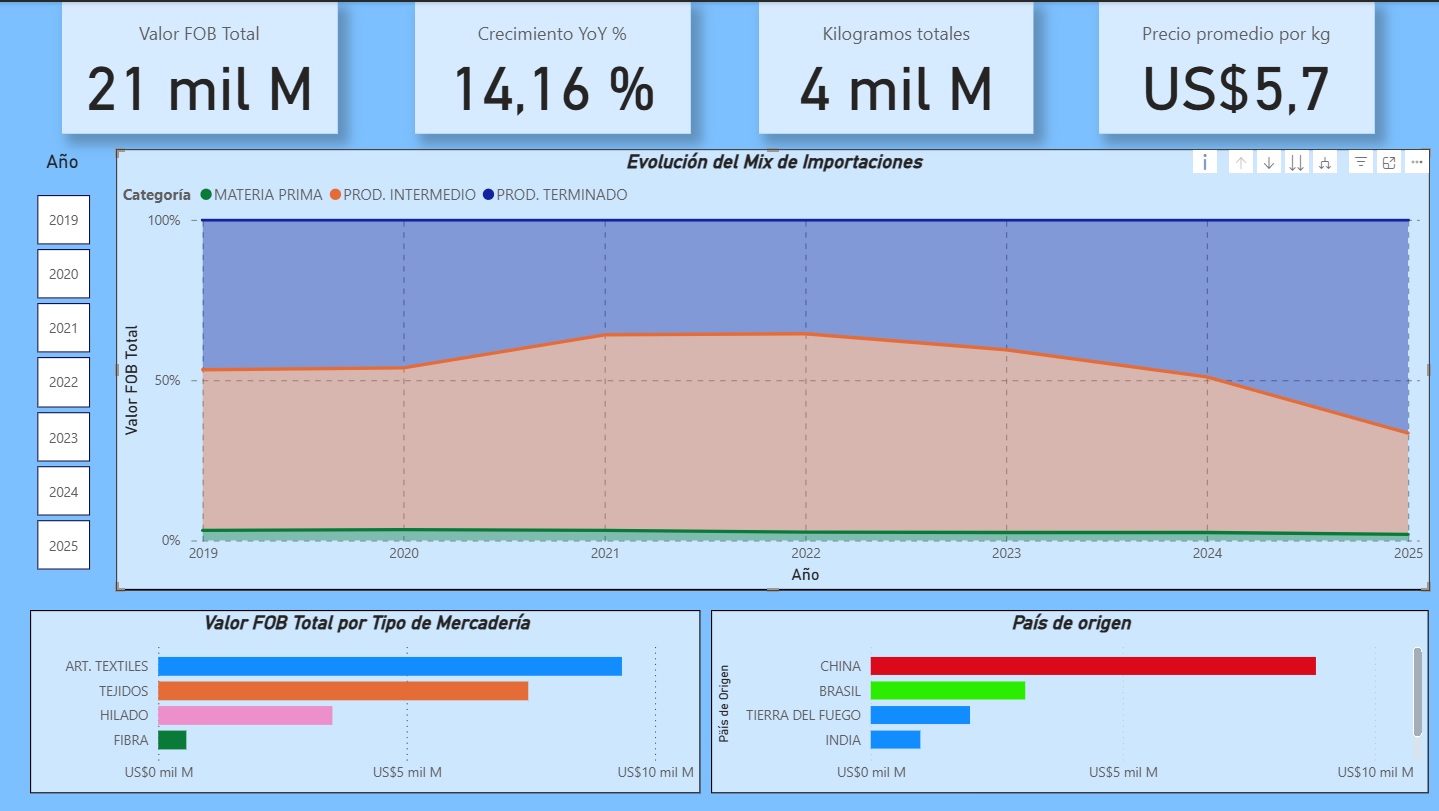 Valor FOB Total
21 mil M
Crecimiento YoY %
14,16 %
Kilogramos totales
4 mil M
Precio promedio por kg
US$5,7
Año
2019
2020
2021
2022
2023
2024
2025
Evolución del Mix de Importaciones
Categoría MATERIA PRIMA PROD. INTERMEDIO PROD. TERMINADO
Valor FOB Total
100%
50%
0%
2019 2020 2021 2022 2023 2024 2025
Año
Valor FOB Total por Tipo de Mercadería
ART. TEXTILES
TEJIDOS
HILADO
FIBRA
US$0 mil M US$5 mil M US$10 mil M
País de origen
Päis de Origen
CHINA
BRASIL
TIERRA DEL FUEGO
INDIA
US$0 mil M US$5 mil M US$10 mil M